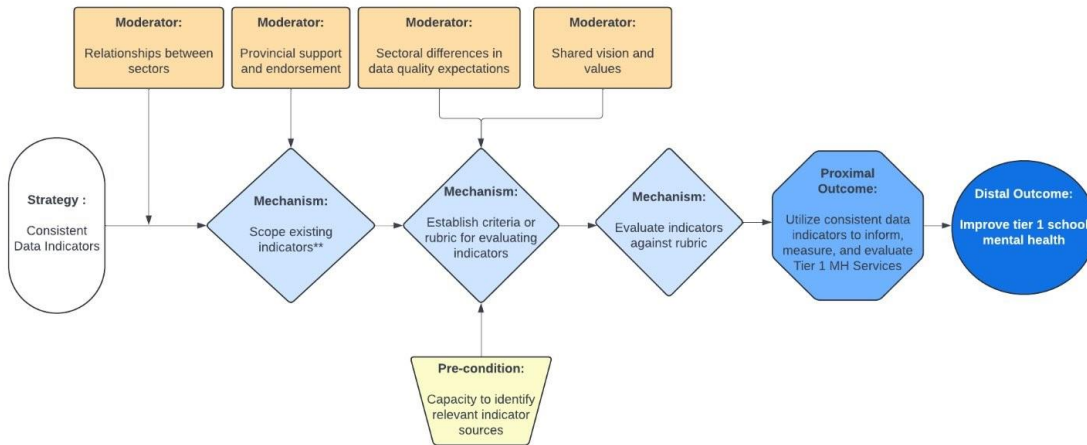 Moderator:
Relationships between
sectors
Moderator:
Provincial support
and endorsement
Moderator:
Sectoral differences in
data quality expectations
Moderator:
Shared vision and
values
Strategy :
Consistent
Data Indicators
Mechanism:
Scope existing
indicators**
Mechanism:
Establish criteria or
rubric for evaluating
indicators
Mechanism:
Evaluate indicators
against rubric
Proximal
Outcome:
Utilize consistent data
indicators to inform,
measure, and evaluate
Tier 1 MH Services
Distal Outcome:
Improve tier 1 school
mental health
Pre-condition:
Capacity to identify
relevant indicator
sources